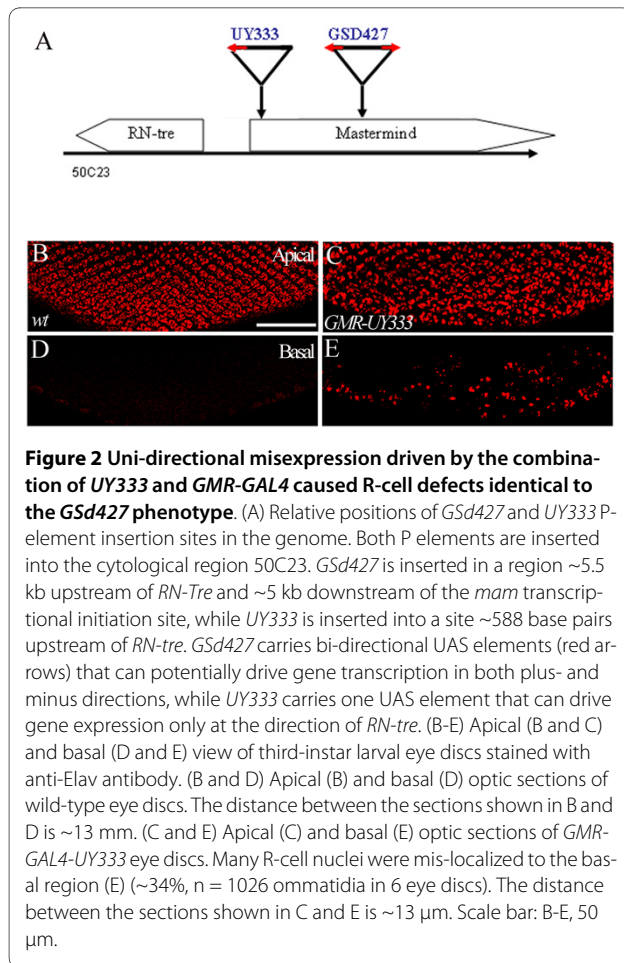 A
UY333 GSD427
RN-tre Mastermind
50C23
B Apical C
wt GMR-UY333
D Basal E
Figure 2 Uni-directional misexpression driven by the combina-
tion of UY333 and GMR-GAL4 caused R-cell defects identical to
the GSd427 phenotype. (A) Relative positions of GSd427 and UY333 P-
element insertion sites in the genome. Both P elements are inserted
into the cytological region 50C23. GSd427 is inserted in a region ~5.5
kb upstream of RN-Tre and ~5 kb downstream of the mam transcrip-
tional initiation site, while UY333 is inserted into a site ~588 base pairs
upstream of RN-tre. GSd427 carries bi-directional UAS elements (red ar-
rows) that can potentially drive gene transcription in both plus- and
minus directions, while UY333 carries one UAS element that can drive
gene expression only at the direction of RN-tre. (B-E) Apical (B and C)
and basal (D and E) view of third-instar larval eye discs stained with
anti-Elav antibody. (B and D) Apical (B) and basal (D) optic sections of
wild-type eye discs. The distance between the sections shown in B and
D is ~13 mm. (C and E) Apical (C) and basal (E) optic sections of GMR-
GAL4-UY333 eye discs. Many R-cell nuclei were mis-localized to the bas-
al region (E) (~34%, n = 1026 ommatidia in 6 eye discs). The distance
between the sections shown in C and E is ~13 μm. Scale bar: B-E, 50
μm.